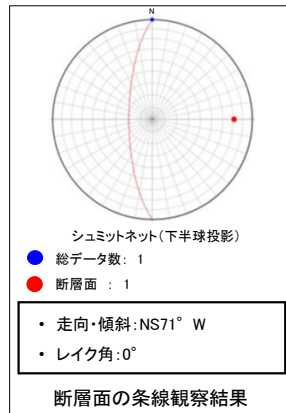 N
シュミットネット(下半球投影)
総データ数: 1
断層面 : 1
・ 走向・傾斜:NS71° W
・ レイク角:0°
断層面の条線観察結果